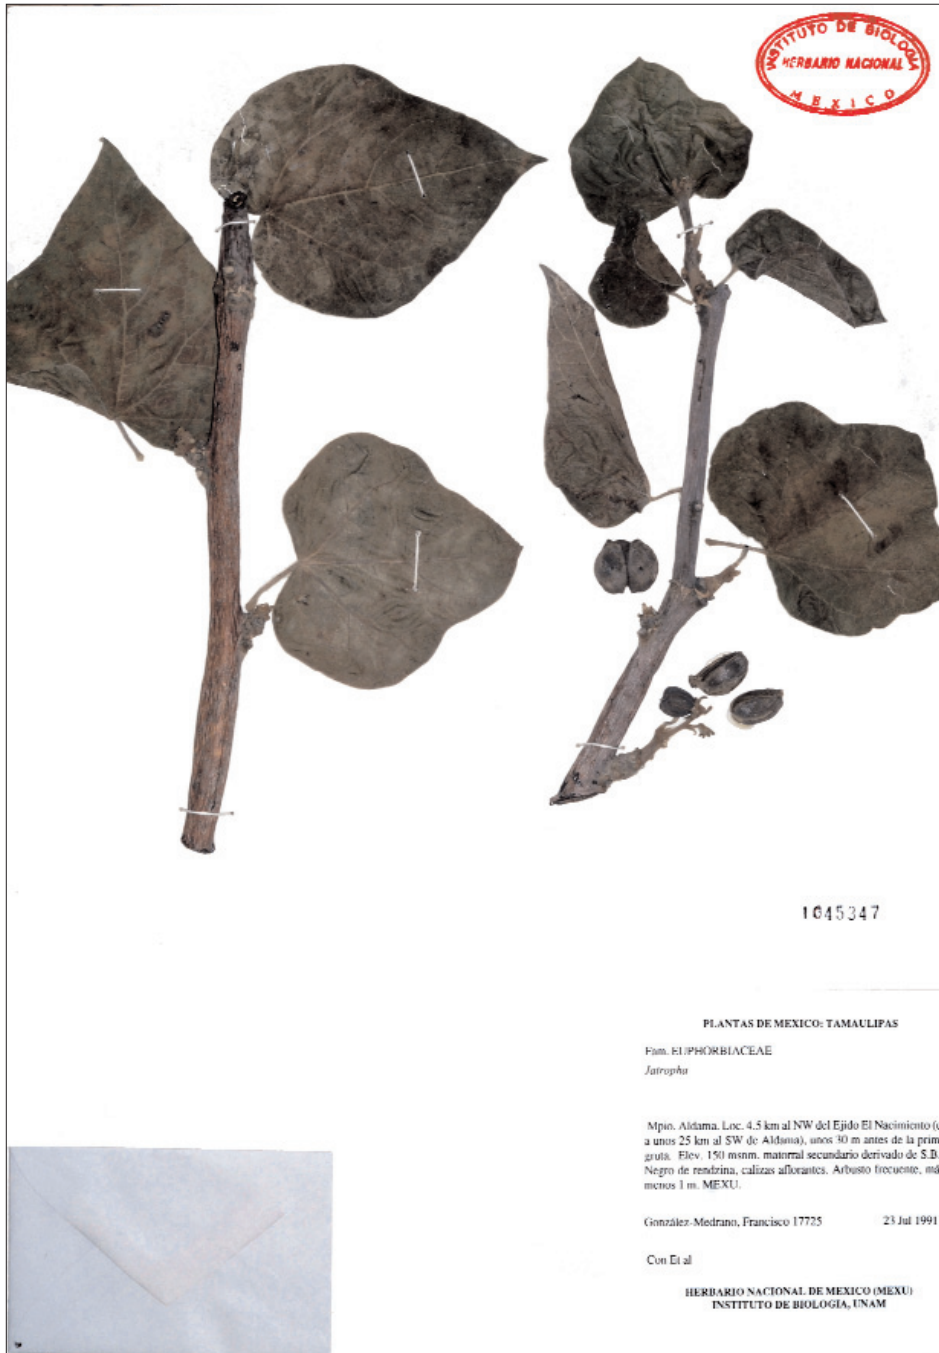 INSTITUTO DE BIOLOGIA
HERBARIO NACIONAL
MEXICO
1045347
PLANTAS DE MEXICO: TAMAULIPAS
Fam. EUPHORBIACEAE
Jatropha
Mpio. Aldama. Loc. 4.5 km al NW del Ejido El Nacimiento
a unos 25 km al SW de Aldama), unos 30 m antes de la prim
gruta. Elev. 150 msnm. matorral secundario derivado de S.B.
Negro de rendzina, calizas aflorantes. Arbusto frecuente, má
menos 1 m. MEXU.
González-Medrano, Francisco 17725 23 Jul 1991
Con Et al
HERBARIO NACIONAL DE MEXICO (MEXU)
INSTITUTO DE BIOLOGIA, UNAM